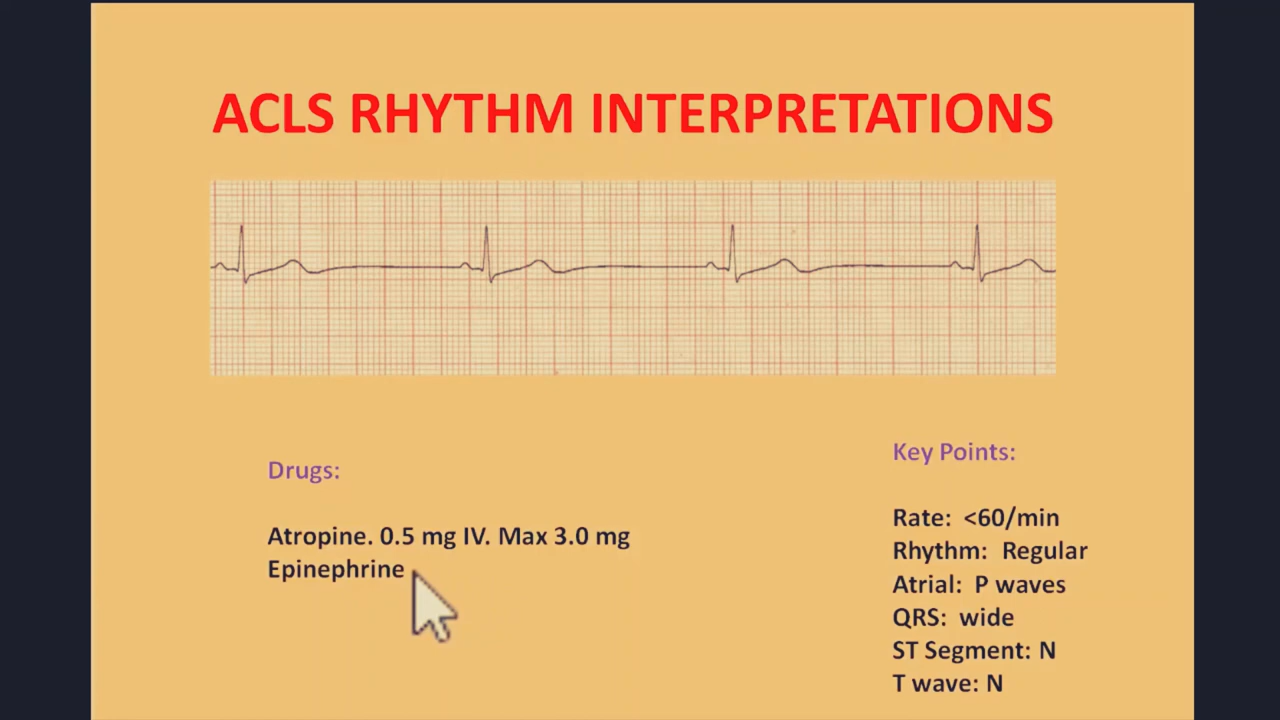 ACLS RHYTHM INTERPRETATIONS
Drugs:
Atropine. 0.5 mg IV. Max 3.0 mg
Epinephrine
Key Points:
Rate: <60/min
Rhythm: Regular
Atrial: P waves
QRS: wide
ST Segment: N
T wave: N